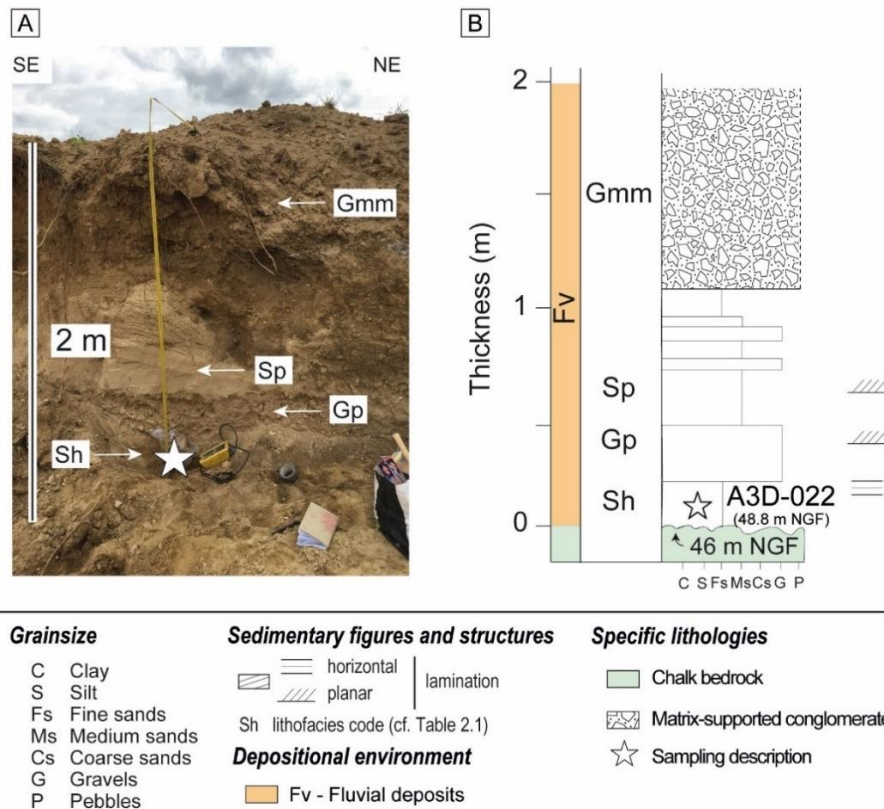 A
SE
NE
Gmm
2 m
Sp
Gp
Sh
B
2
1
0
Thickness (m)
Fv
Gmm
Sp
Gp
Sh
A3D-022
(48.8 m NGF)
46 m NGF
C S Fs Ms Cs G P
Grainsize
C Clay
S Silt
Fs Fine sands
Ms Medium sands
Cs Coarse sands
G Gravels
P Pebbles
Sedimentary figures and structures
horizontal
planar
lamination
Sh lithofacies code (cf. Table 2.1)
Depositional environment
Fv - Fluvial deposits
Specific lithologies
Chalk bedrock
Matrix-supported conglomerate
Sampling description